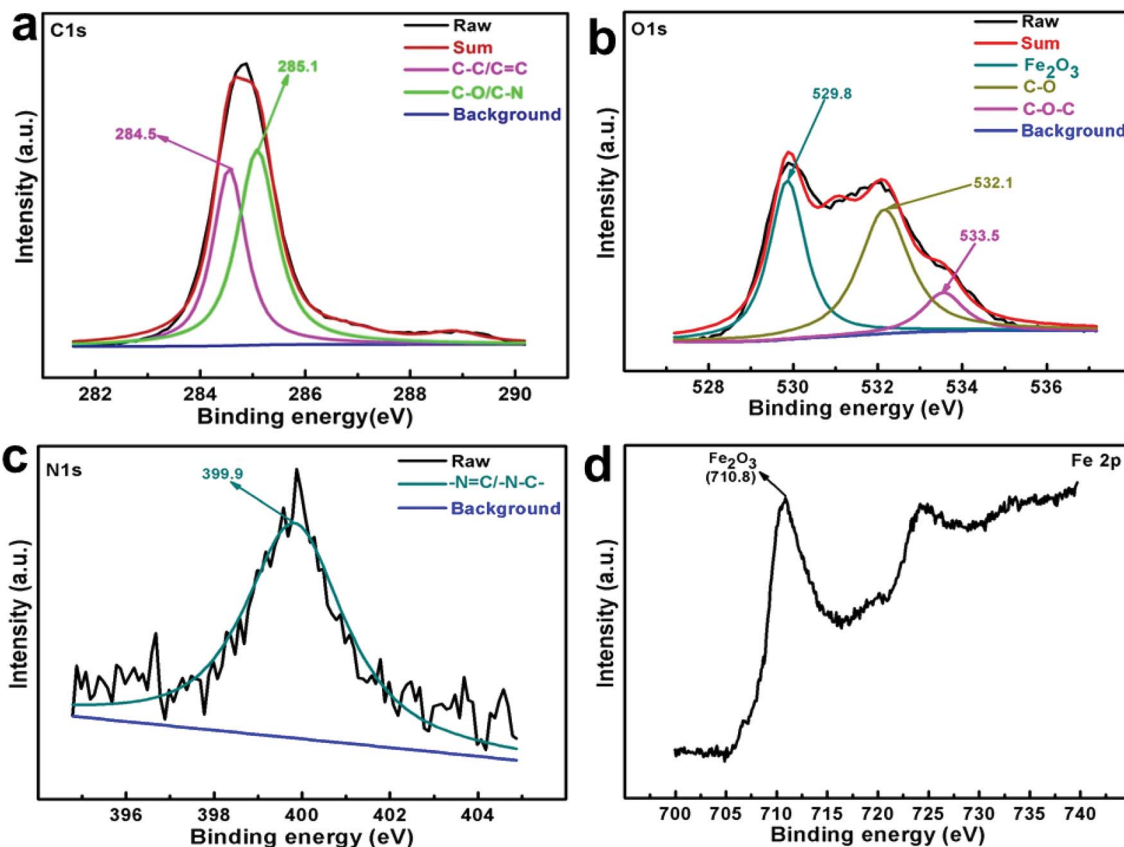 a
C1s
Raw
Sum
C-C/C=C
C-O/C-N
Background
285.1
284.5
Intensity (a.u.)
282 284 286 288 290
Binding energy(eV)
b
O1s
Raw
Sum
Fe₂O₃
C-O
C-O-C
Background
529.8
532.1
533.5
Intensity (a.u.)
528 530 532 534 536
Binding energy (eV)
c
N1s
Raw
-N=C/-N-C-
Background
399.9
Intensity (a.u.)
396 398 400 402 404
Binding energy (eV)
d
Fe₂O₃
(710.8)
Fe 2p
Intensity (a.u.)
700 705 710 715 720 725 730 735 740
Binding energy (eV)